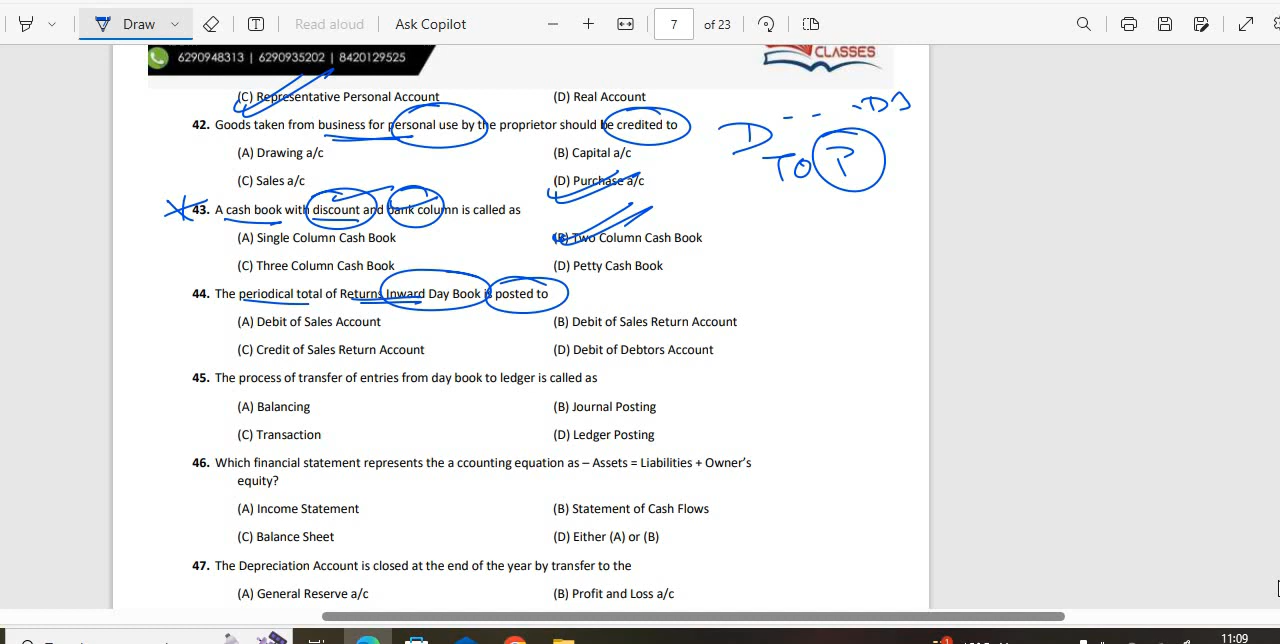 Draw Read aloud Ask Copilot 7 of 23
6290948313 | 6290935202 | 8420129525 CLASSES
(C) Representative Personal Account (D) Real Account
42. Goods taken from business for personal use by the proprietor should be credited to
(A) Drawing a/c (B) Capital a/c
(C) Sales a/c (D) Purchase a/c
D - - - Dr
TO P
43. A cash book with discount and bank column is called as
(A) Single Column Cash Book (B) Two Column Cash Book
(C) Three Column Cash Book (D) Petty Cash Book
44. The periodical total of Returns Inward Day Book is posted to
(A) Debit of Sales Account (B) Debit of Sales Return Account
(C) Credit of Sales Return Account (D) Debit of Debtors Account
45. The process of transfer of entries from day book to ledger is called as
(A) Balancing (B) Journal Posting
(C) Transaction (D) Ledger Posting
46. Which financial statement represents the a ccounting equation as – Assets = Liabilities + Owner's
equity?
(A) Income Statement (B) Statement of Cash Flows
(C) Balance Sheet (D) Either (A) or (B)
47. The Depreciation Account is closed at the end of the year by transfer to the
(A) General Reserve a/c (B) Profit and Loss a/c
11:09